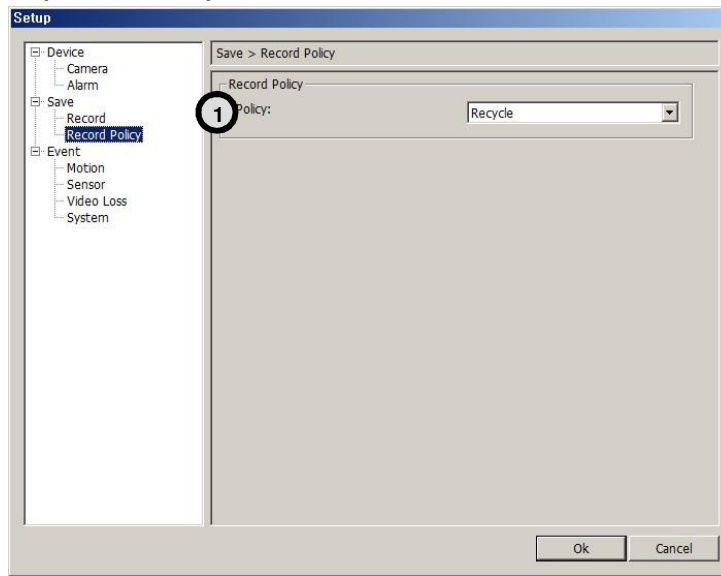 Setup
Device
Camera
Alarm
Save
Record
Record Policy
Event
Motion
Sensor
Video Loss
System
Save > Record Policy
Record Policy
1
Policy:
Recycle
Ok
Cancel